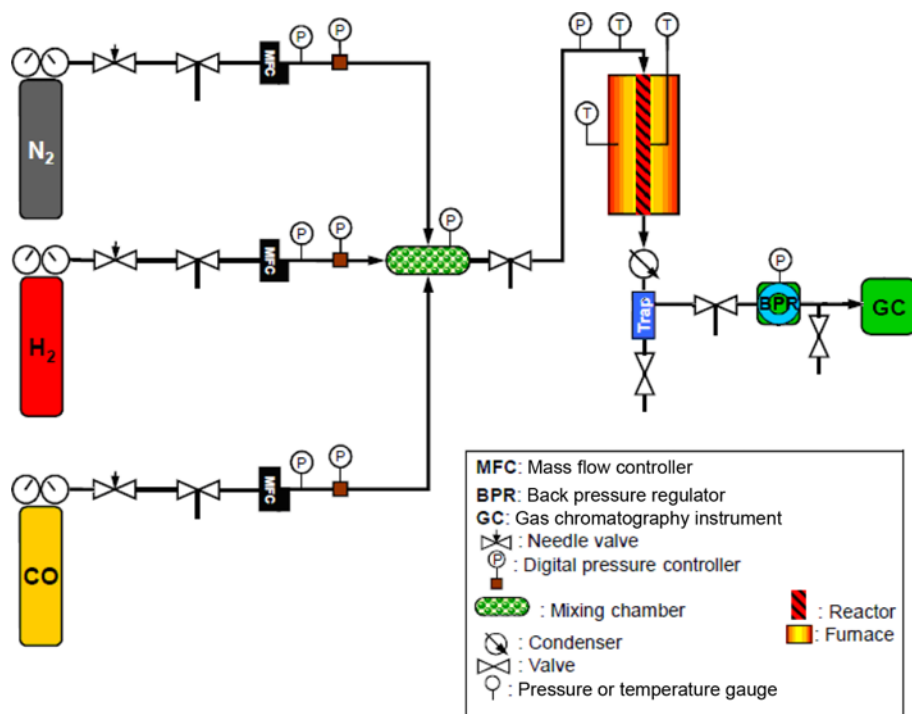 P
P
P
T
T
MFC
N₂
T
P
P
P
MFC
H₂
P
BPR
GC
Trap
P
P
MFC
CO
MFC: Mass flow controller
BPR: Back pressure regulator
GC: Gas chromatography instrument
: Needle valve
P
: Digital pressure controller
: Mixing chamber
: Reactor
: Condenser
: Furnace
: Valve
: Pressure or temperature gauge